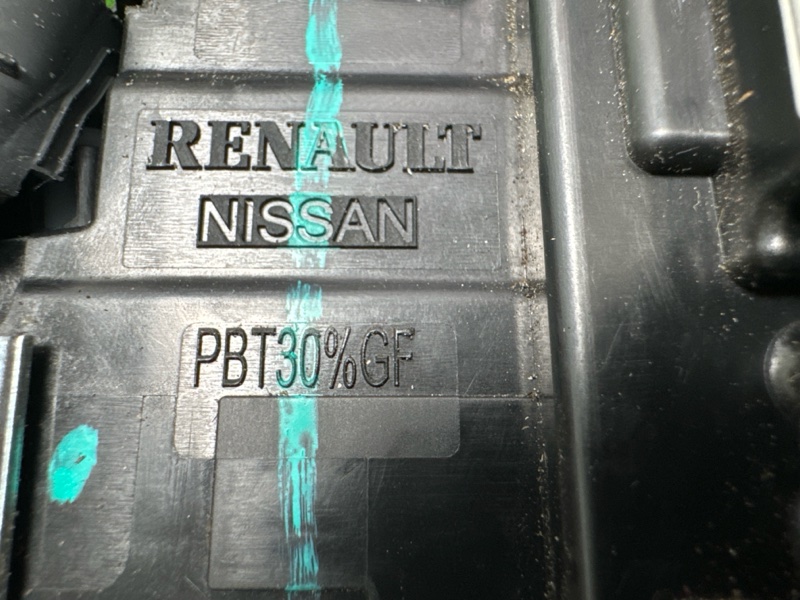 RENAULT
NISSAN
PBT30%GF